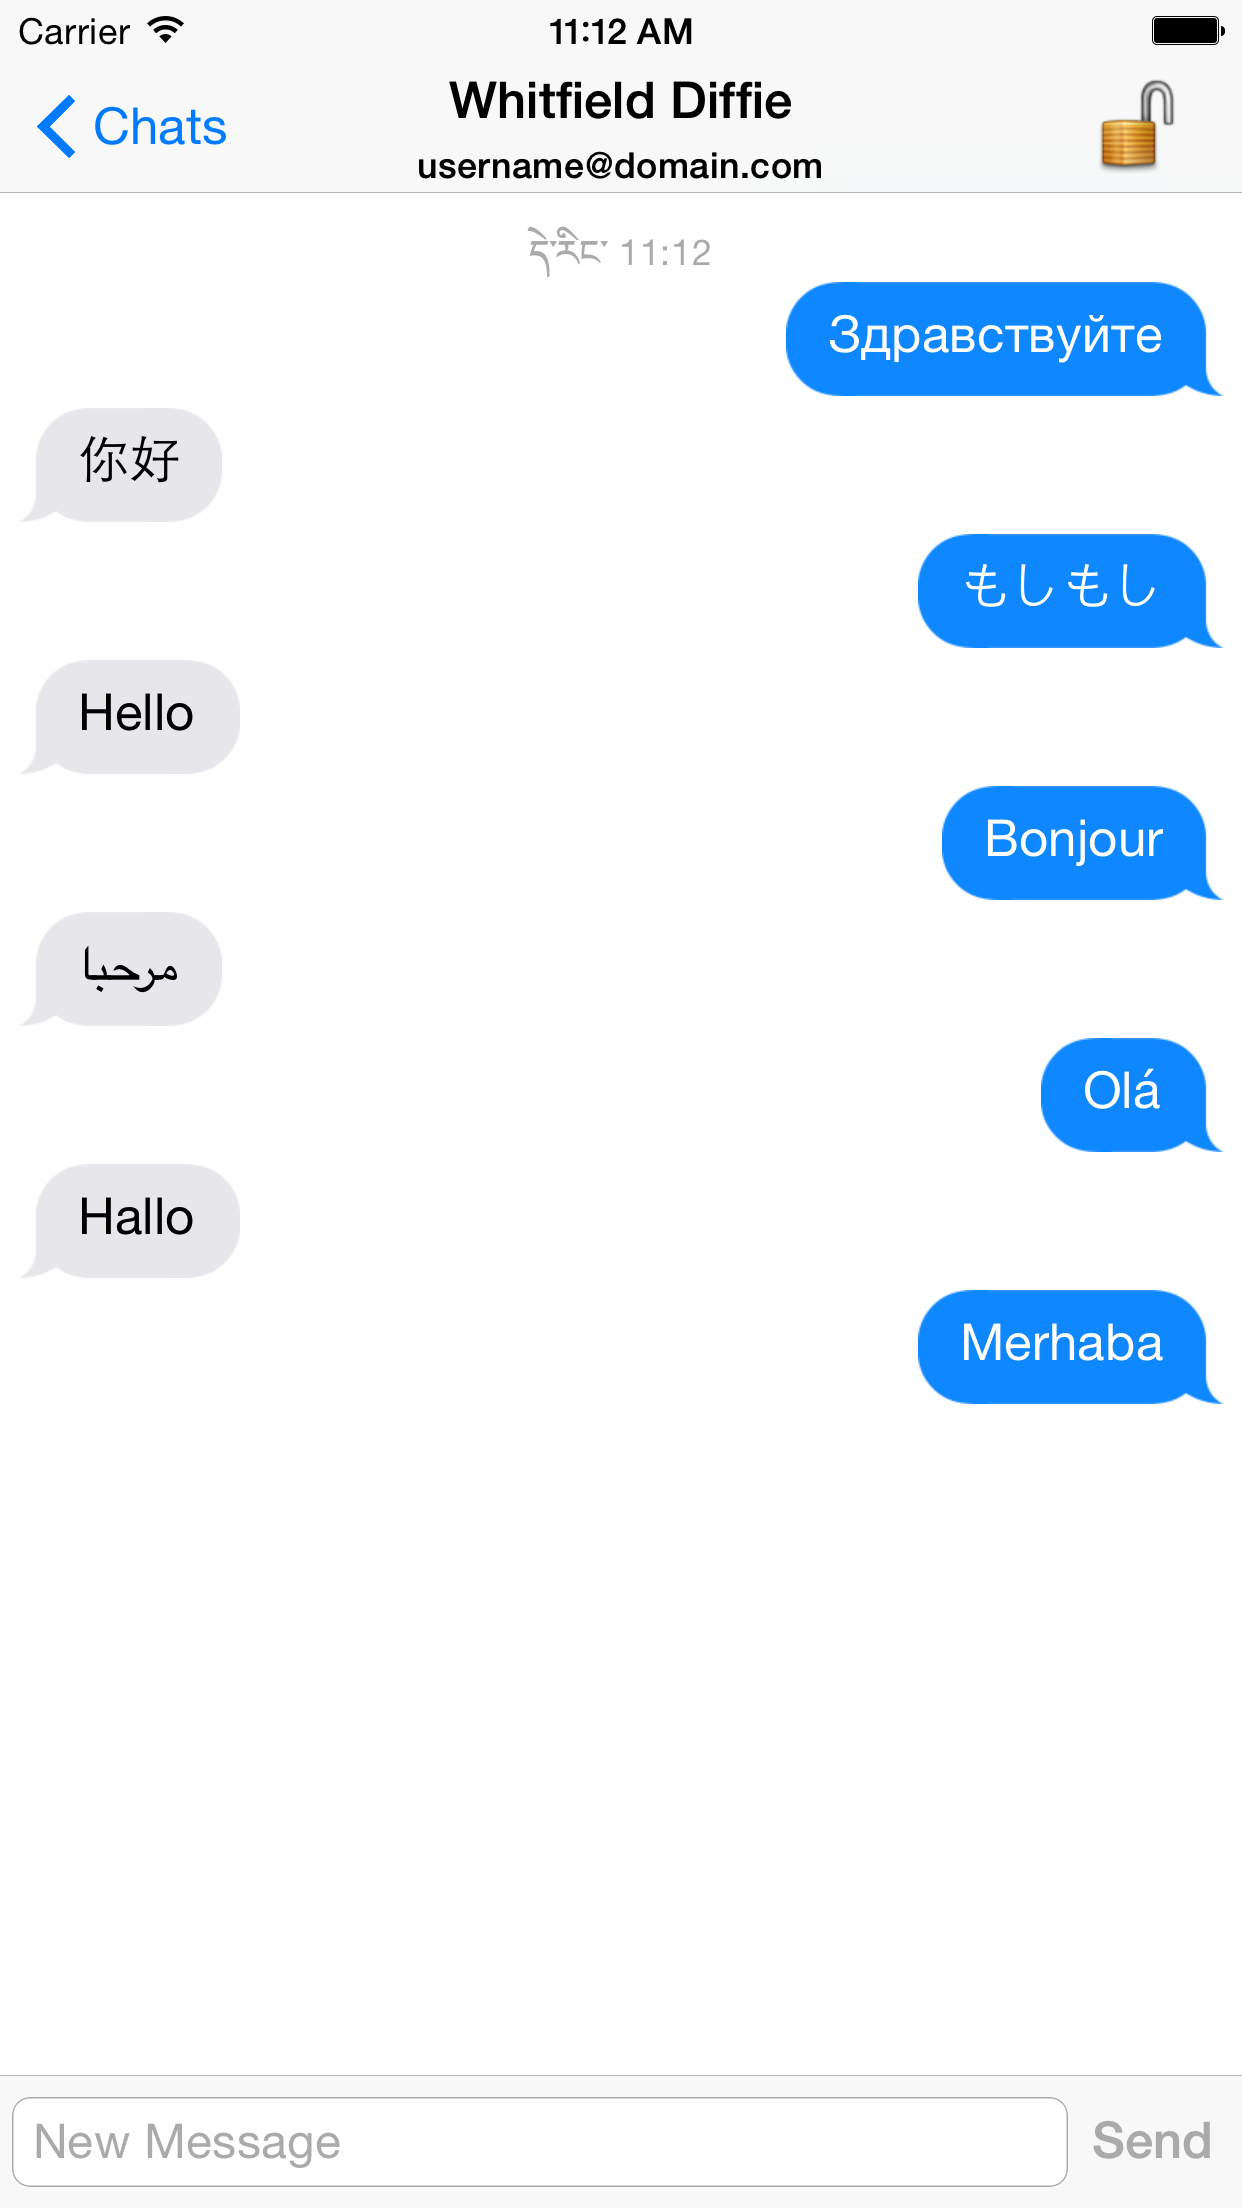 Carrier 11:12 AM
Chats
Whitfield Diffie
username@domain.com
དེ་རིང་ 11:12
Здравствуйте
你好
もしもし
Hello
Bonjour
مرحبا
Olá
Hallo
Merhaba
New Message
Send